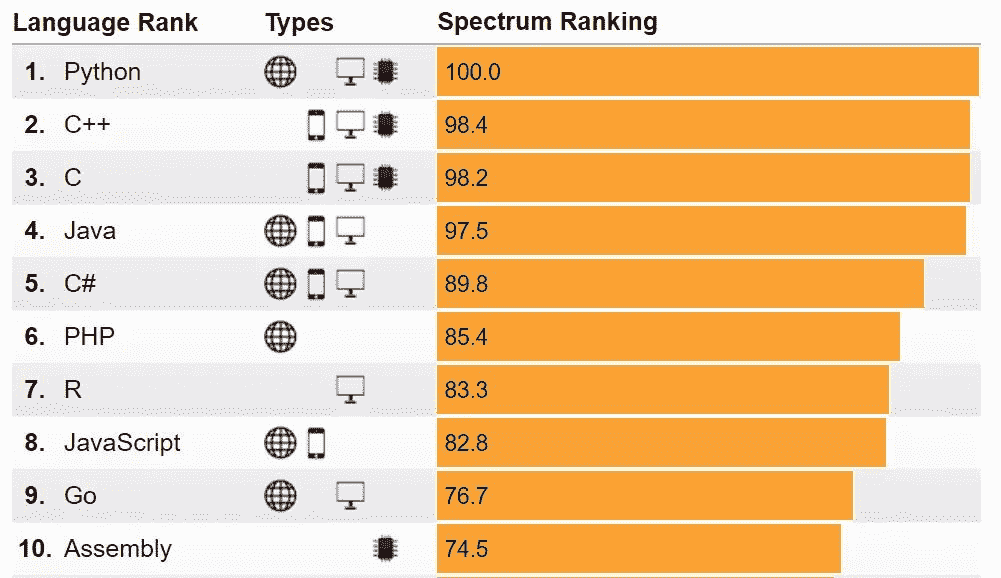 Language Rank Types Spectrum Ranking
1. Python 100.0
2. C++ 98.4
3. C 98.2
4. Java 97.5
5. C# 89.8
6. PHP 85.4
7. R 83.3
8. JavaScript 82.8
9. Go 76.7
10. Assembly 74.5